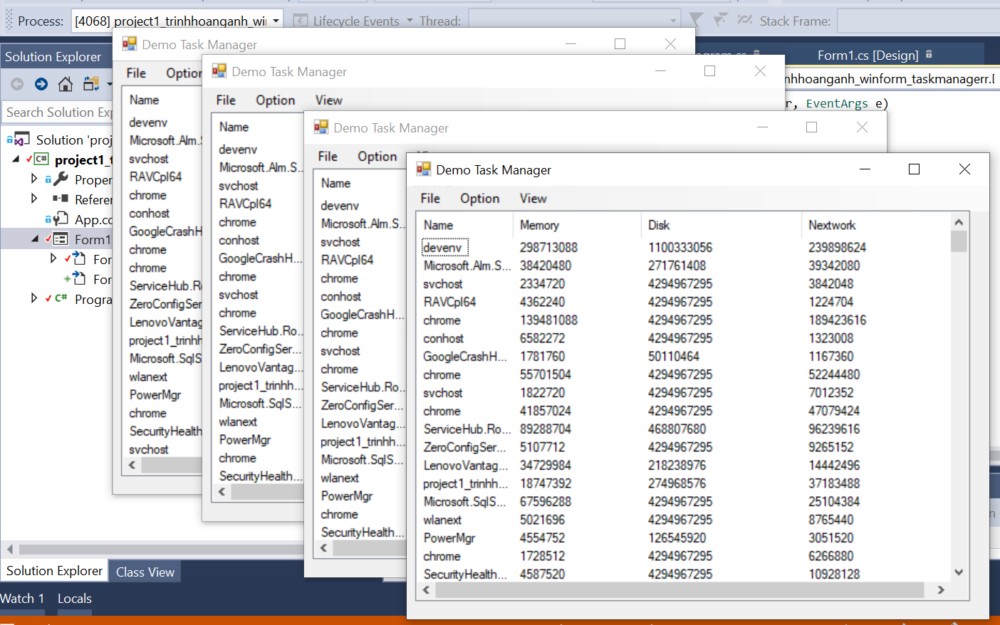 Process: [4068] project1_trinhhoanganh_wi Lifecycle Events Thread: Stack Frame:
Solution Explorer
Form1.cs [Design]
nhhoanganh_winform_taskmanagerr.
Search Solution Ex
r, EventArgs e)
Solution 'proj
project1_t
Proper
Referer
App.co
Form1
For
For
Progra
Solution Explorer Class View
Watch 1 Locals
Demo Task Manager
File Option
Name
devenv
Microsoft.Alm.S
svchost
RAVCpl64
chrome
conhost
GoogleCrashH
chrome
chrome
ServiceHub.Ro
ZeroConfigSer
LenovoVantag
project1_trinhh
Microsoft.SqlS
wlanext
PowerMgr
chrome
SecurityHealth
svchost
Demo Task Manager
File Option View
Name
devenv
Microsoft.Alm.S...
svchost
RAVCpl64
chrome
conhost
GoogleCrashH...
chrome
svchost
chrome
ServiceHub.Ro...
ZeroConfigSer...
LenovoVantag...
project1_trinhh...
Microsoft.SqlS...
wlanext
PowerMgr
chrome
SecurityHealth...
Demo Task Manager
File Option
Name
devenv
Microsoft.Alm.S...
svchost
RAVCpl64
chrome
conhost
GoogleCrashH...
chrome
svchost
chrome
ServiceHub.Ro...
ZeroConfigSer...
LenovoVantag...
project1_trinhh...
Microsoft.SqlS...
wlanext
PowerMgr
chrome
SecurityHealth...
Demo Task Manager
File Option View
Name Memory Disk Nextwork
devenv 298713088 1100333056 239898624
Microsoft.Alm.S... 38420480 271761408 39342080
svchost 2334720 4294967295 3842048
RAVCpl64 4362240 4294967295 1224704
chrome 139481088 4294967295 189423616
conhost 6582272 4294967295 1323008
GoogleCrashH... 1781760 50110464 1167360
chrome 55701504 4294967295 52244480
svchost 1822720 4294967295 7012352
chrome 41857024 4294967295 47079424
ServiceHub.Ro... 89288704 468807680 96239616
ZeroConfigSer... 5107712 4294967295 9265152
LenovoVantag... 34729984 218238976 14442496
project1_trinhh... 18747392 274968576 37183488
Microsoft.SqlS... 67596288 4294967295 25104384
wlanext 5021696 4294967295 8765440
PowerMgr 4554752 126545920 3051520
chrome 1728512 4294967295 6266880
SecurityHealth... 4587520 4294967295 10928128